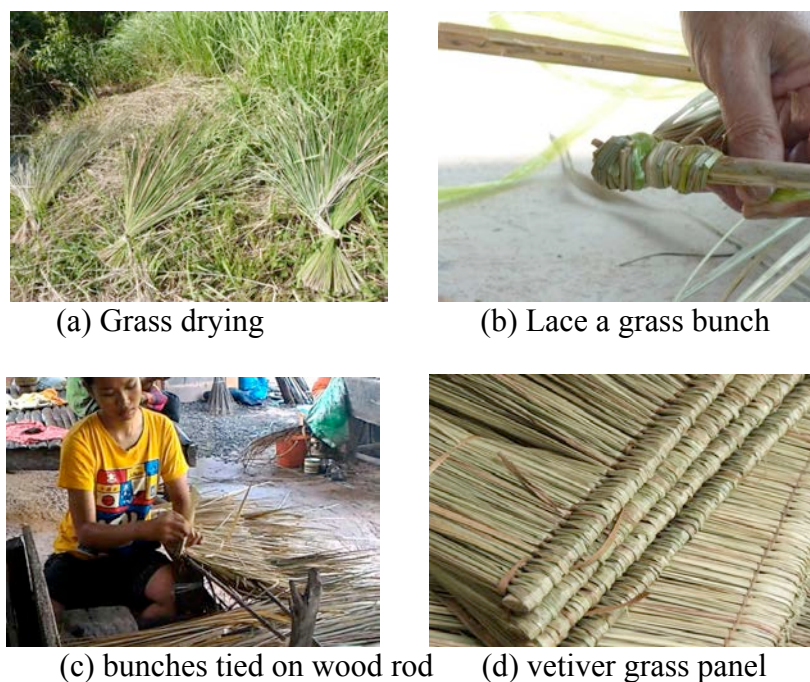 (a) Grass drying
(b) Lace a grass bunch
(c) bunches tied on wood rod
(d) vetiver grass panel